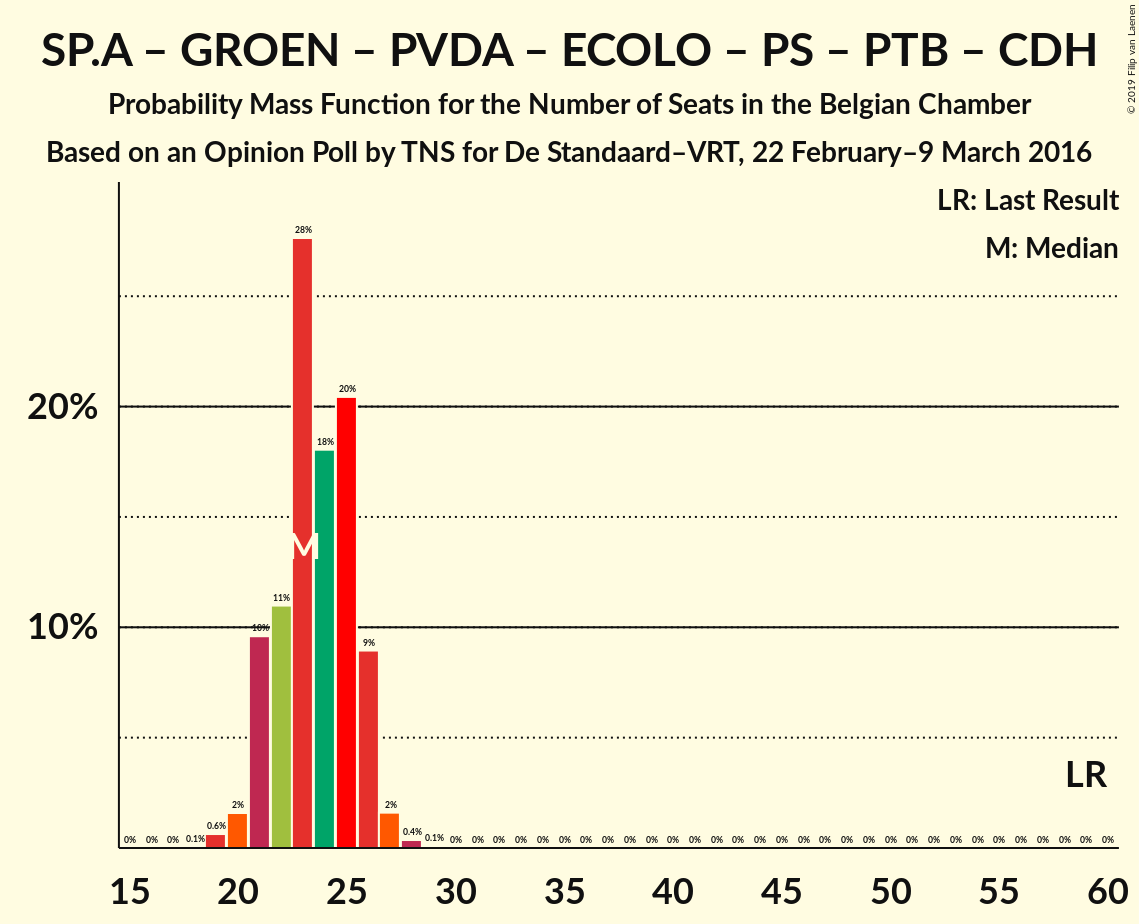 SP.A – GROEN – PVDA – ECOLO – PS – PTB – CDH
Probability Mass Function for the Number of Seats in the Belgian Chamber
Based on an Opinion Poll by TNS for De Standaard–VRT, 22 February–9 March 2016
© 2019 Filip van Laenen
LR: Last Result
M: Median
28%
20%
20%
18%
M
11%
10%
10%
9%
LR
2%
2%
0.6%
0.4%
0% 0% 0% 0.1% 0.1% 0% 0% 0% 0% 0% 0% 0% 0% 0% 0% 0% 0% 0% 0% 0% 0% 0% 0% 0% 0% 0% 0% 0% 0% 0% 0% 0% 0% 0% 0% 0%
15 20 25 30 35 40 45 50 55 60